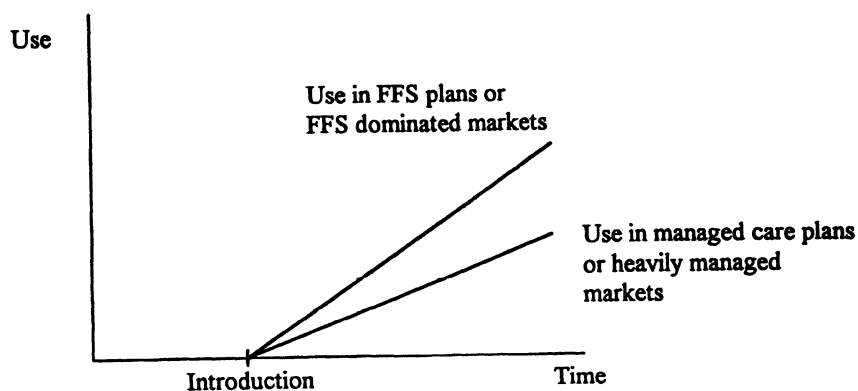 Use
Use in FFS plans or
FFS dominated markets
Use in managed care plans
or heavily managed
markets
Introduction
Time